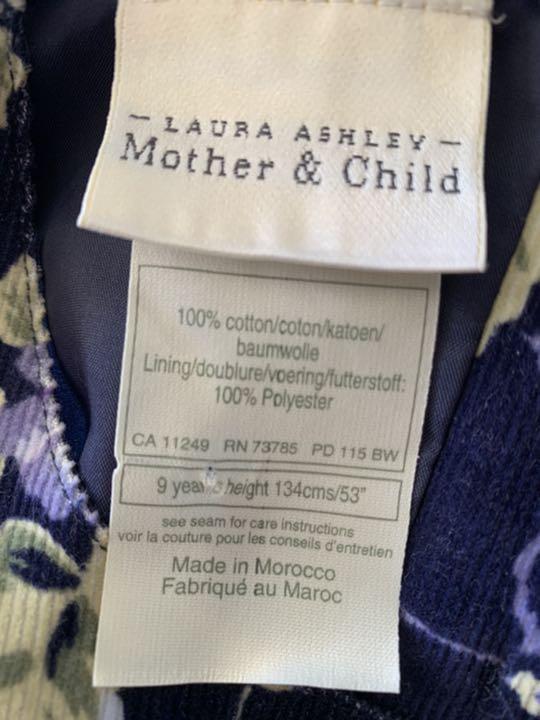 — LAURA ASHLEY —
Mother & Child
100% cotton/coton/katoen/
baumwolle
Lining/doublure/voering/futterstoff:
100% Polyester
CA 11249 RN 73785 PD 115 BW
9 years height 134cms/53"
see seam for care instructions
voir la couture pour les conseils d'entretien
Made in Morocco
Fabriqué au Maroc